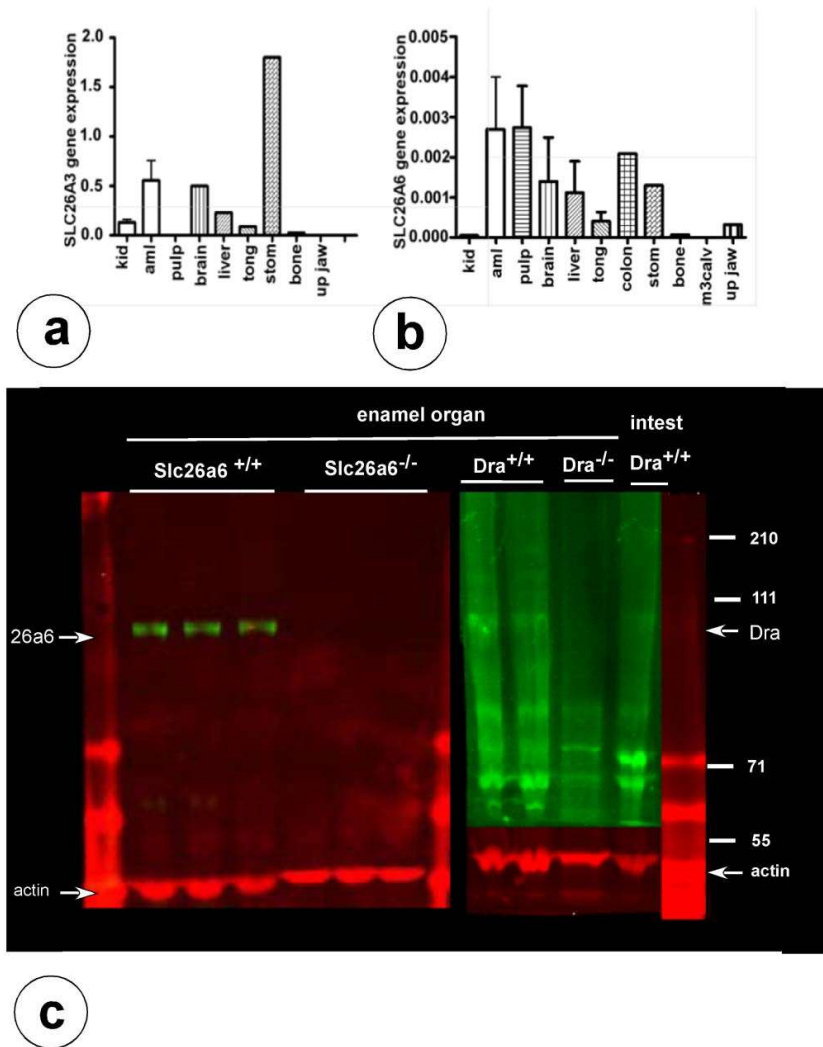 SLC26A3 gene expression
2.0
1.5
1.0
0.5
0.0
kid
aml
pulp
brain
liver
tong
stom
bone
up jaw
a
SLC26A6 gene expression
0.005
0.004
0.003
0.002
0.001
0.000
kid
aml
pulp
brain
liver
tong
colon
stom
bone
m3calv
up jaw
b
enamel organ
intest
Slc26a6 +/+
Slc26a6-/-
Dra+/+
Dra-/-
Dra+/+
210
111
26a6
Dra
71
55
actin
actin
c